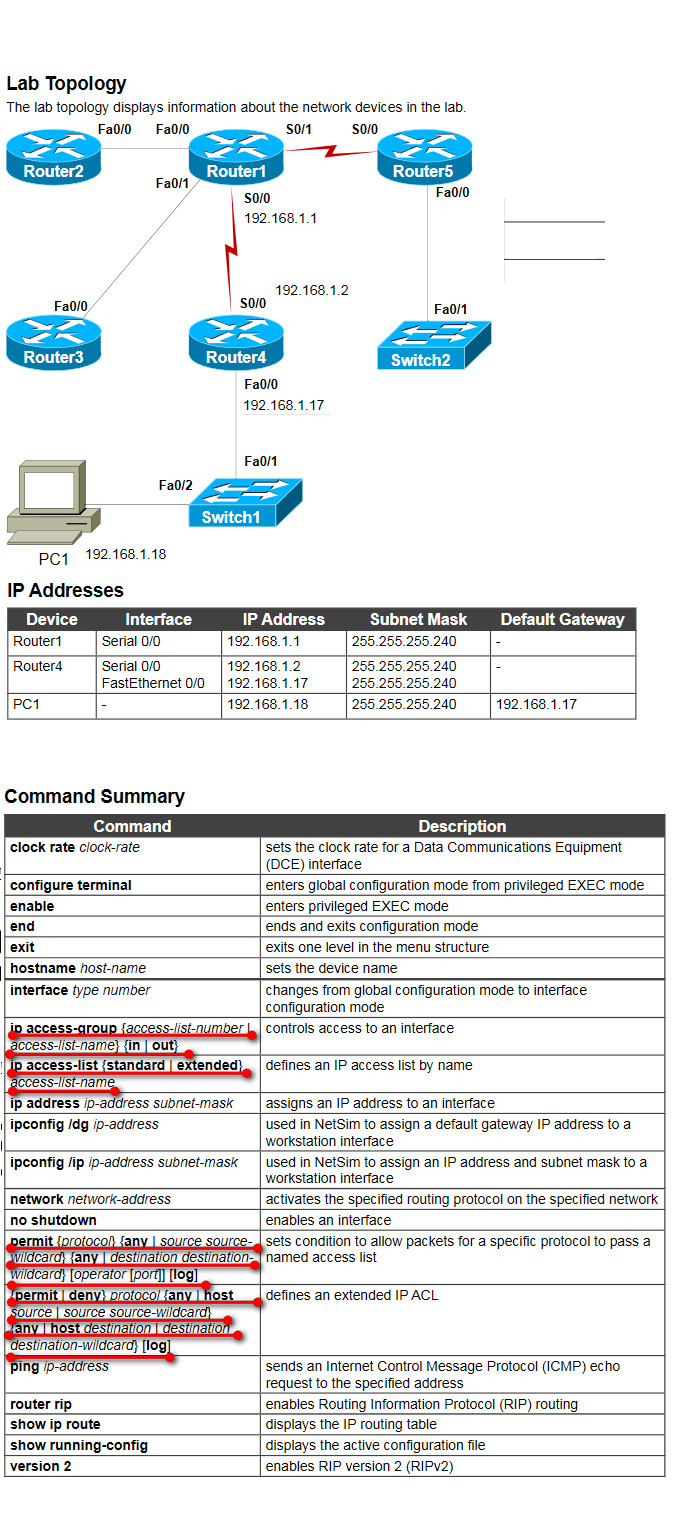 Lab Topology
The lab topology displays information about the network devices in the lab.
Fa0/0 Fa0/0 S0/1 S0/0
Router2 Router1 Router5
Fa0/1 Fa0/0
S0/0
192.168.1.1
192.168.1.2
Fa0/0 S0/0 Fa0/1
Router3 Router4 Switch2
Fa0/0
192.168.1.17
Fa0/1
Fa0/2
Switch1
PC1 192.168.1.18
IP Addresses
Device Interface IP Address Subnet Mask Default Gateway
Router1 Serial 0/0 192.168.1.1 255.255.255.240 -
Router4 Serial 0/0 192.168.1.2 255.255.255.240 -
FastEthernet 0/0 192.168.1.17 255.255.255.240
PC1 - 192.168.1.18 255.255.255.240 192.168.1.17
Command Summary
Command Description
clock rate clock-rate sets the clock rate for a Data Communications Equipment
(DCE) interface
configure terminal enters global configuration mode from privileged EXEC mode
enable enters privileged EXEC mode
end ends and exits configuration mode
exit exits one level in the menu structure
hostname host-name sets the device name
interface type number changes from global configuration mode to interface
configuration mode
ip access-group {access-list-number | controls access to an interface
access-list-name} {in | out}
ip access-list {standard | extended} defines an IP access list by name
access-list-name
ip address ip-address subnet-mask assigns an IP address to an interface
ipconfig /dg ip-address used in NetSim to assign a default gateway IP address to a
workstation interface
ipconfig /ip ip-address subnet-mask used in NetSim to assign an IP address and subnet mask to a
workstation interface
network network-address activates the specified routing protocol on the specified network
no shutdown enables an interface
permit {protocol} {any | source source- sets condition to allow packets for a specific protocol to pass a
wildcard} {any | destination destination- named access list
wildcard} [operator [port]] [log]
{permit | deny} protocol {any | host defines an extended IP ACL
source | source source-wildcard}
{any | host destination | destination
destination-wildcard} [log]
ping ip-address sends an Internet Control Message Protocol (ICMP) echo
request to the specified address
router rip enables Routing Information Protocol (RIP) routing
show ip route displays the IP routing table
show running-config displays the active configuration file
version 2 enables RIP version 2 (RIPv2)